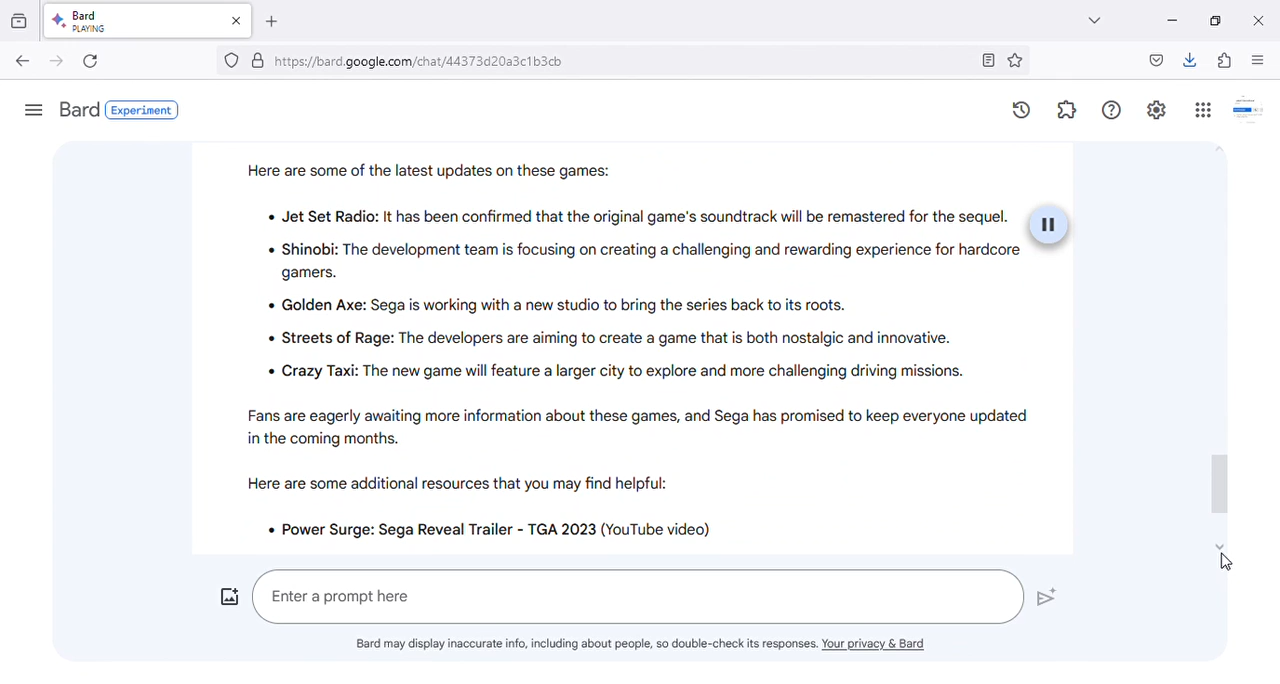 Bard
PLAYING
https://bard.google.com/chat/44373d20a3c1b3cb
Bard Experiment
Here are some of the latest updates on these games:
• Jet Set Radio: It has been confirmed that the original game's soundtrack will be remastered for the sequel.
• Shinobi: The development team is focusing on creating a challenging and rewarding experience for hardcore
gamers.
• Golden Axe: Sega is working with a new studio to bring the series back to its roots.
• Streets of Rage: The developers are aiming to create a game that is both nostalgic and innovative.
• Crazy Taxi: The new game will feature a larger city to explore and more challenging driving missions.
Fans are eagerly awaiting more information about these games, and Sega has promised to keep everyone updated
in the coming months.
Here are some additional resources that you may find helpful:
• Power Surge: Sega Reveal Trailer - TGA 2023 (YouTube video)
Enter a prompt here
Bard may display inaccurate info, including about people, so double-check its responses. Your privacy & Bard